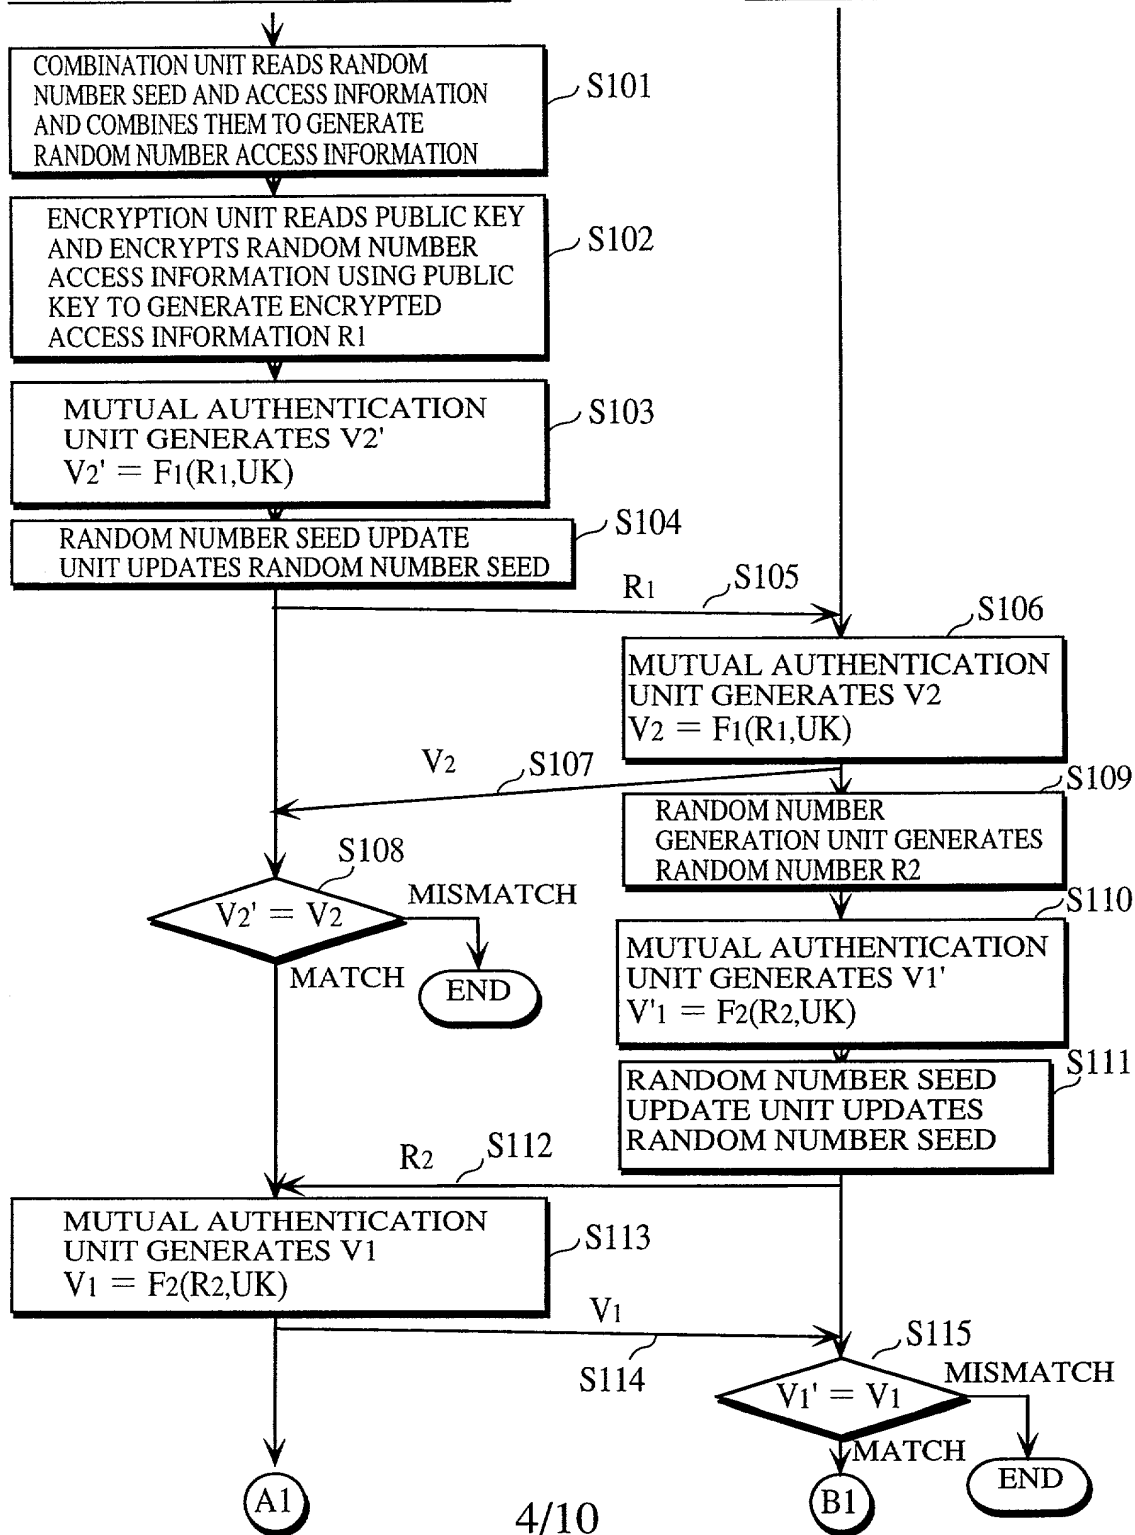 COMBINATION UNIT READS RANDOM
NUMBER SEED AND ACCESS INFORMATION
AND COMBINES THEM TO GENERATE
RANDOM NUMBER ACCESS INFORMATION
S101
ENCRYPTION UNIT READS PUBLIC KEY
AND ENCRYPTS RANDOM NUMBER
ACCESS INFORMATION USING PUBLIC
KEY TO GENERATE ENCRYPTED
ACCESS INFORMATION R1
S102
MUTUAL AUTHENTICATION
UNIT GENERATES V2'
V2' = F1(R1,UK)
S103
RANDOM NUMBER SEED UPDATE
UNIT UPDATES RANDOM NUMBER SEED
S104
R1
S105
S106
MUTUAL AUTHENTICATION
UNIT GENERATES V2
V2 = F1(R1,UK)
V2
S107
S109
RANDOM NUMBER
GENERATION UNIT GENERATES
RANDOM NUMBER R2
S108
V2' = V2
MISMATCH
MATCH
END
S110
MUTUAL AUTHENTICATION
UNIT GENERATES V1'
V'1 = F2(R2,UK)
S111
RANDOM NUMBER SEED
UPDATE UNIT UPDATES
RANDOM NUMBER SEED
R2
S112
MUTUAL AUTHENTICATION
UNIT GENERATES V1
V1 = F2(R2,UK)
S113
V1
S114
S115
V1' = V1
MISMATCH
MATCH
END
A1
B1
4/10